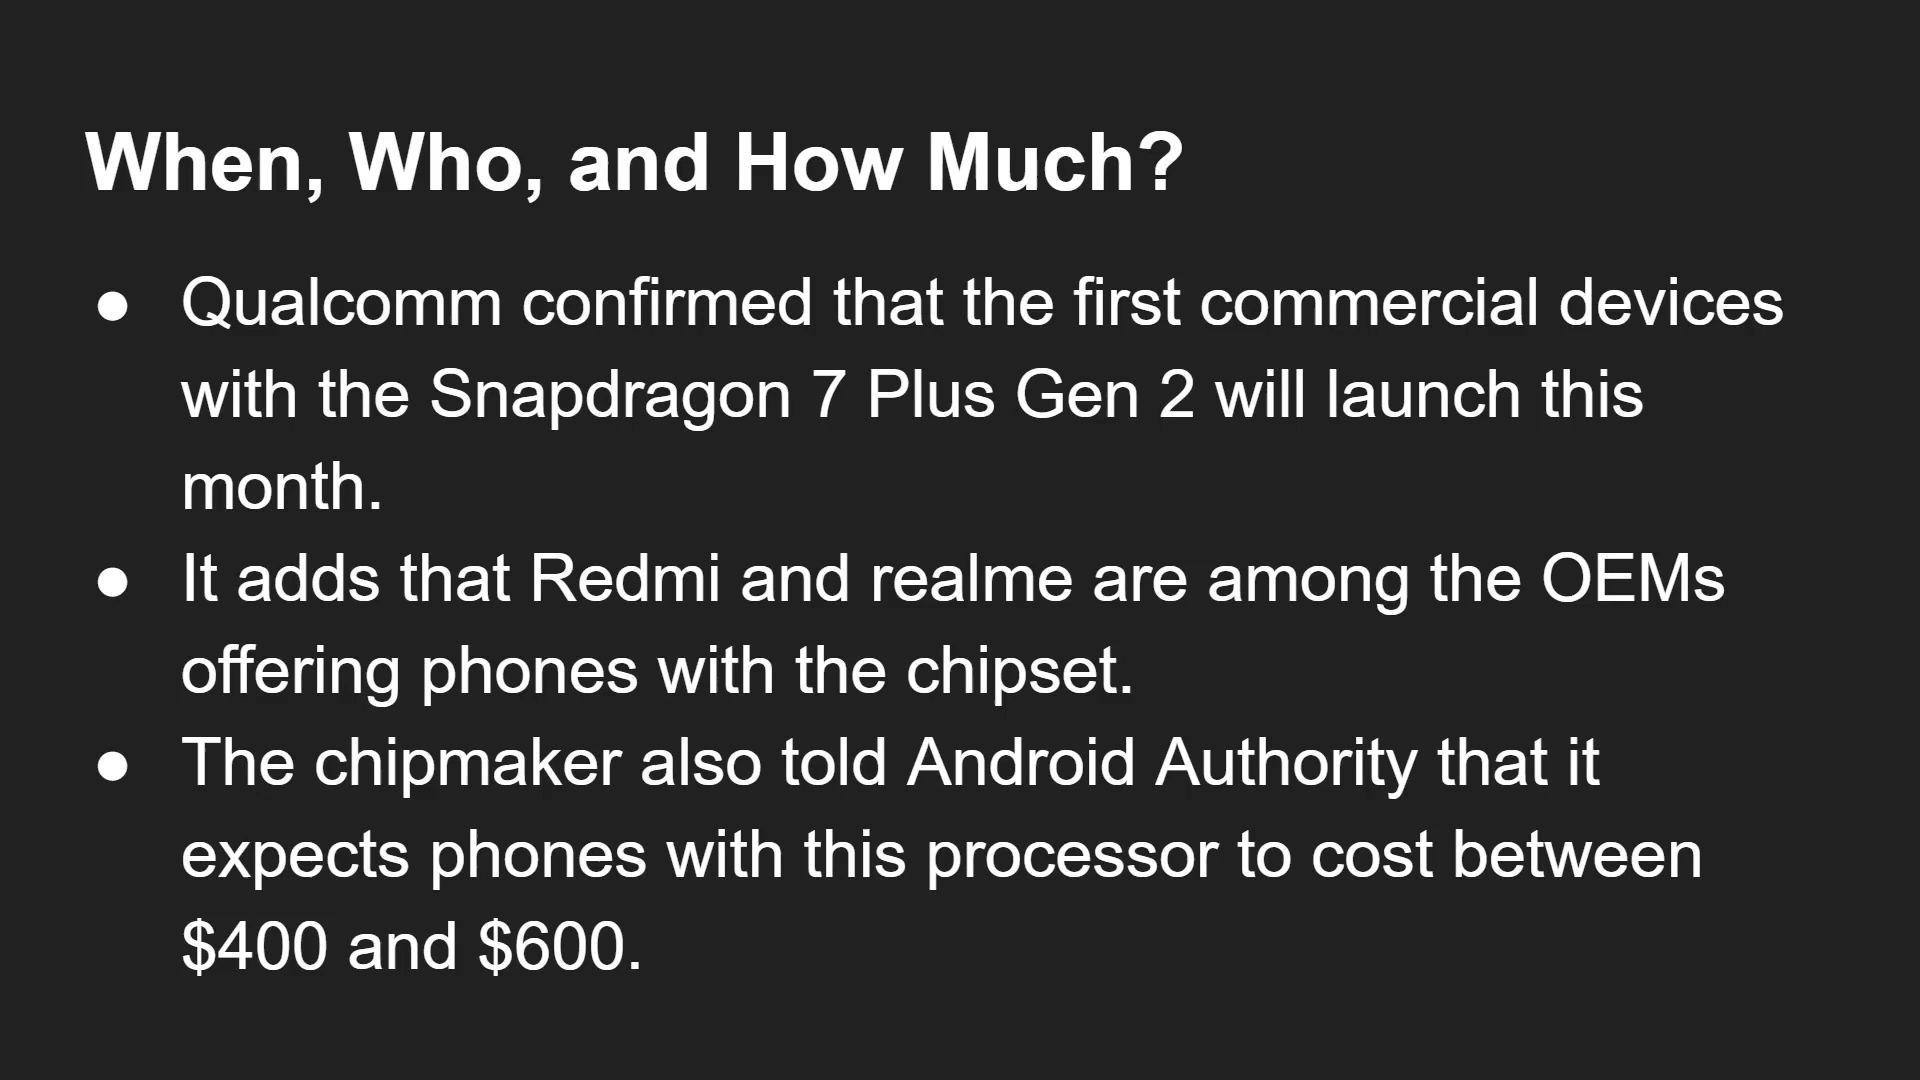 When, Who, and How Much?
● Qualcomm confirmed that the first commercial devices
with the Snapdragon 7 Plus Gen 2 will launch this
month.
● It adds that Redmi and realme are among the OEMs
offering phones with the chipset.
● The chipmaker also told Android Authority that it
expects phones with this processor to cost between
$400 and $600.